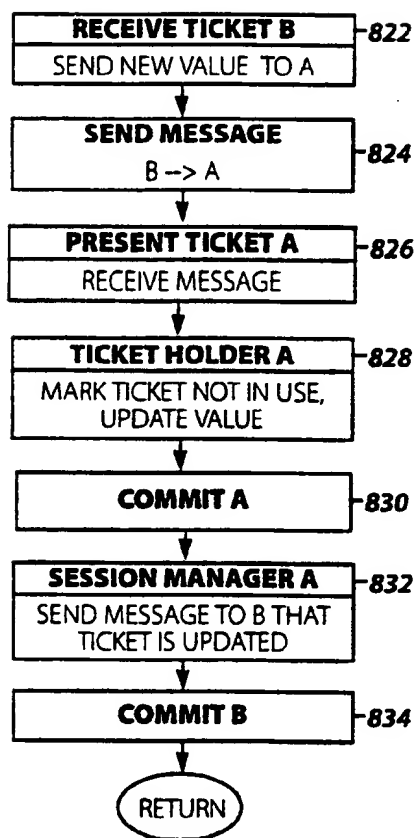 RECEIVE TICKET B
822
SEND NEW VALUE TO A
SEND MESSAGE
824
B --> A
PRESENT TICKET A
826
RECEIVE MESSAGE
TICKET HOLDER A
828
MARK TICKET NOT IN USE,
UPDATE VALUE
COMMIT A
830
SESSION MANAGER A
832
SEND MESSAGE TO B THAT
TICKET IS UPDATED
COMMIT B
834
RETURN